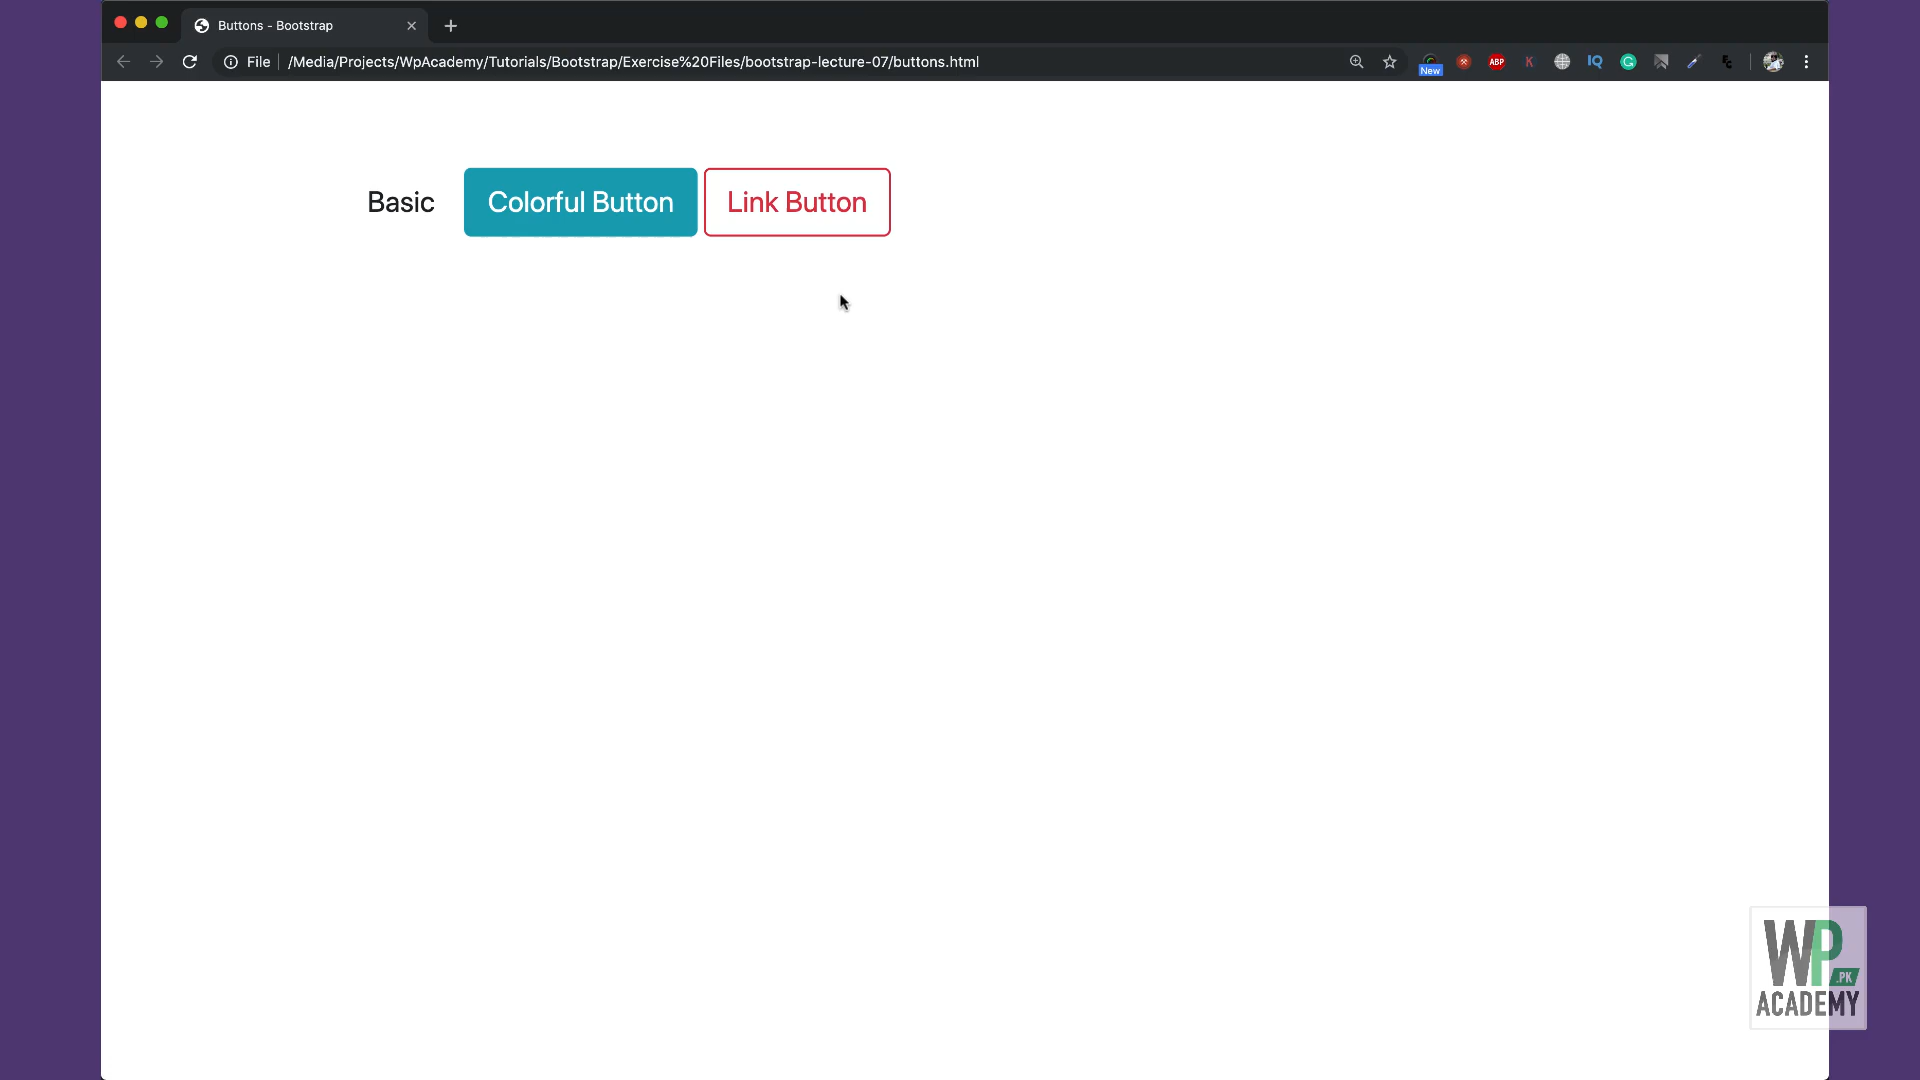 Buttons - Bootstrap
File /Media/Projects/WpAcademy/Tutorials/Bootstrap/Exercise%20Files/bootstrap-lecture-07/buttons.html
New
ABP
K
IQ
Basic Colorful Button Link Button
WP
.PK
ACADEMY